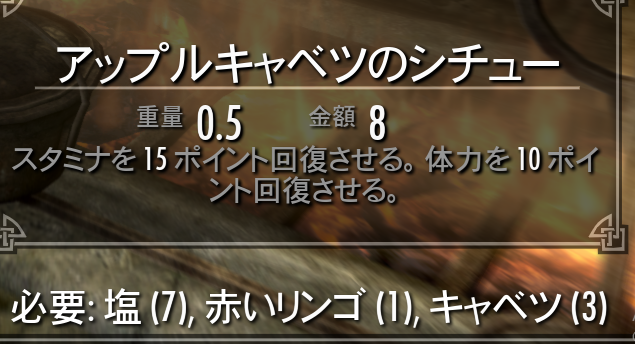 アップルキャベツのシチュー
重量 0.5 金額 8
スタミナを 15 ポイント回復させる。体力を 10 ポイ
ント回復させる。
必要: 塩 (7), 赤いリンゴ (1), キャベツ (3)